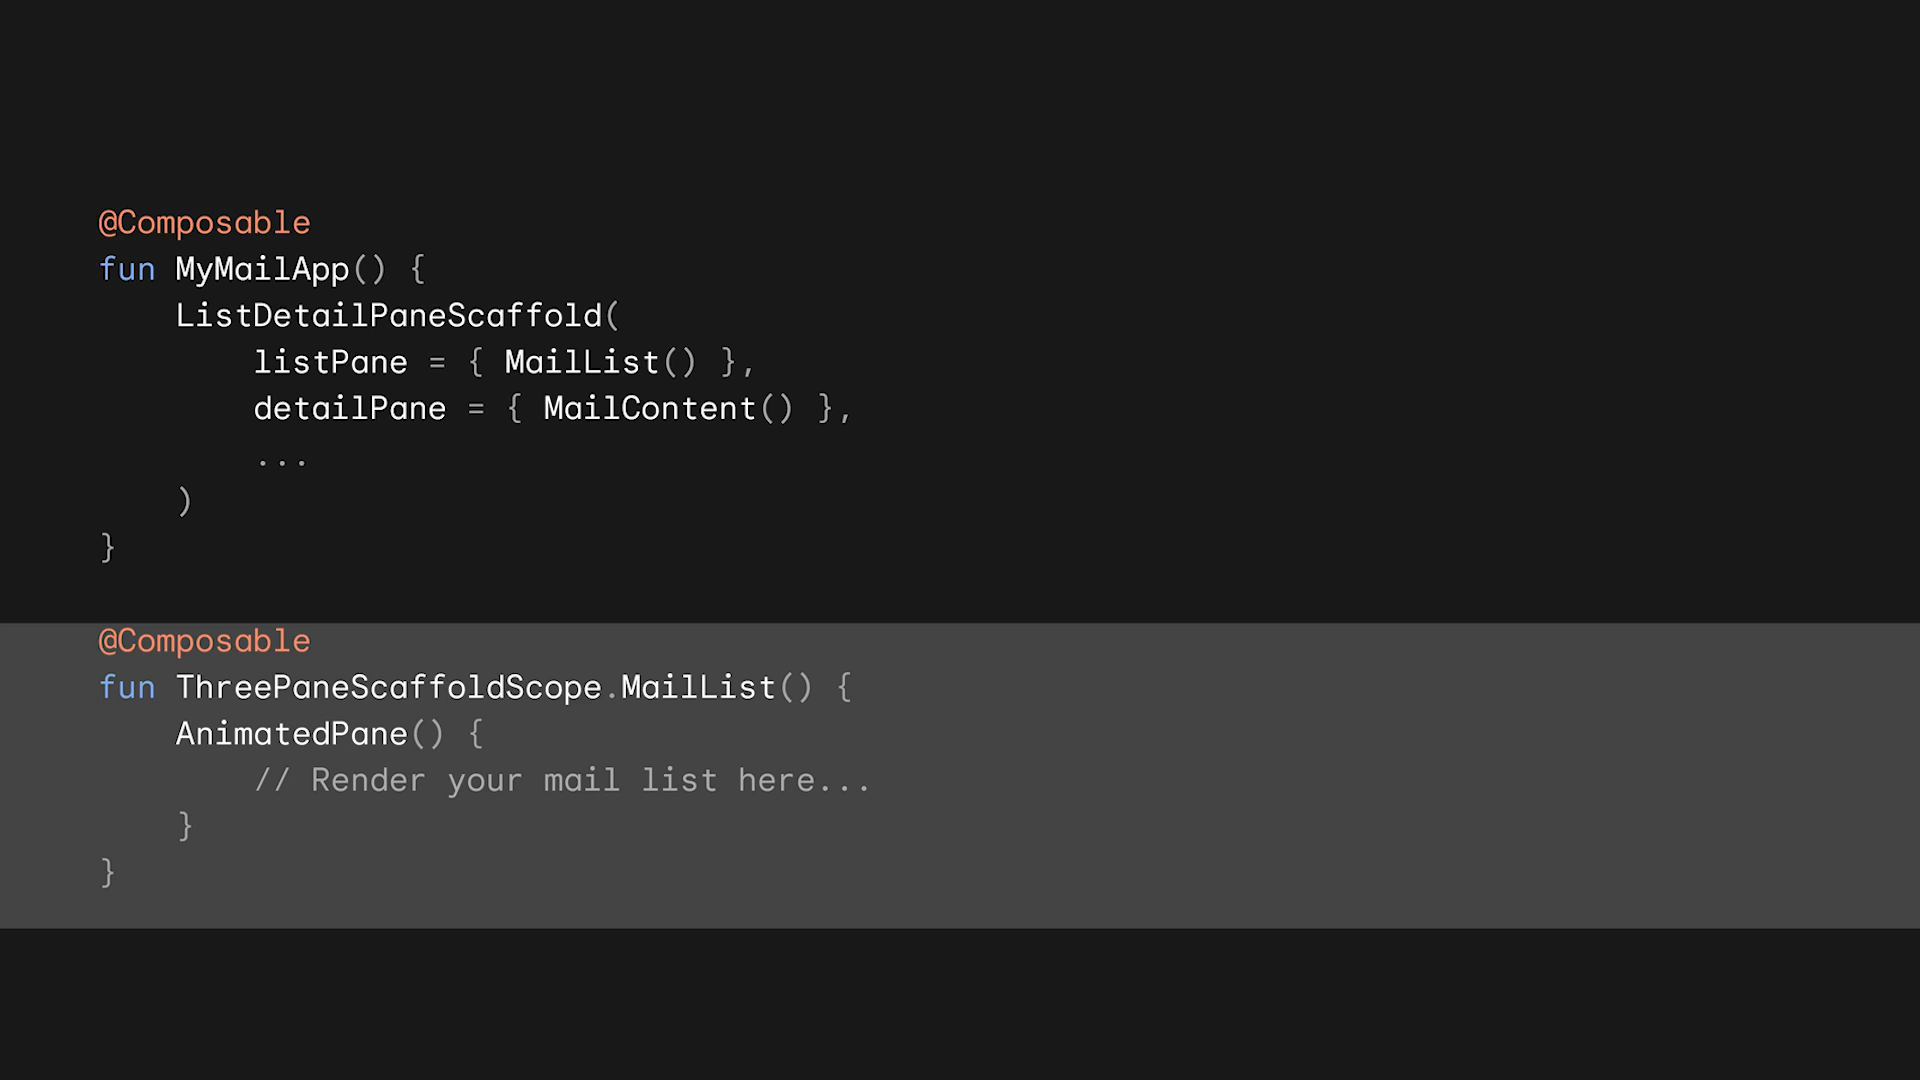 @Composable
fun MyMailApp() {
    ListDetailPaneScaffold(
        listPane = { MailList() },
        detailPane = { MailContent() },
        ...
    )
}
@Composable
fun ThreePaneScaffoldScope.MailList() {
    AnimatedPane() {
        // Render your mail list here...
    }
}